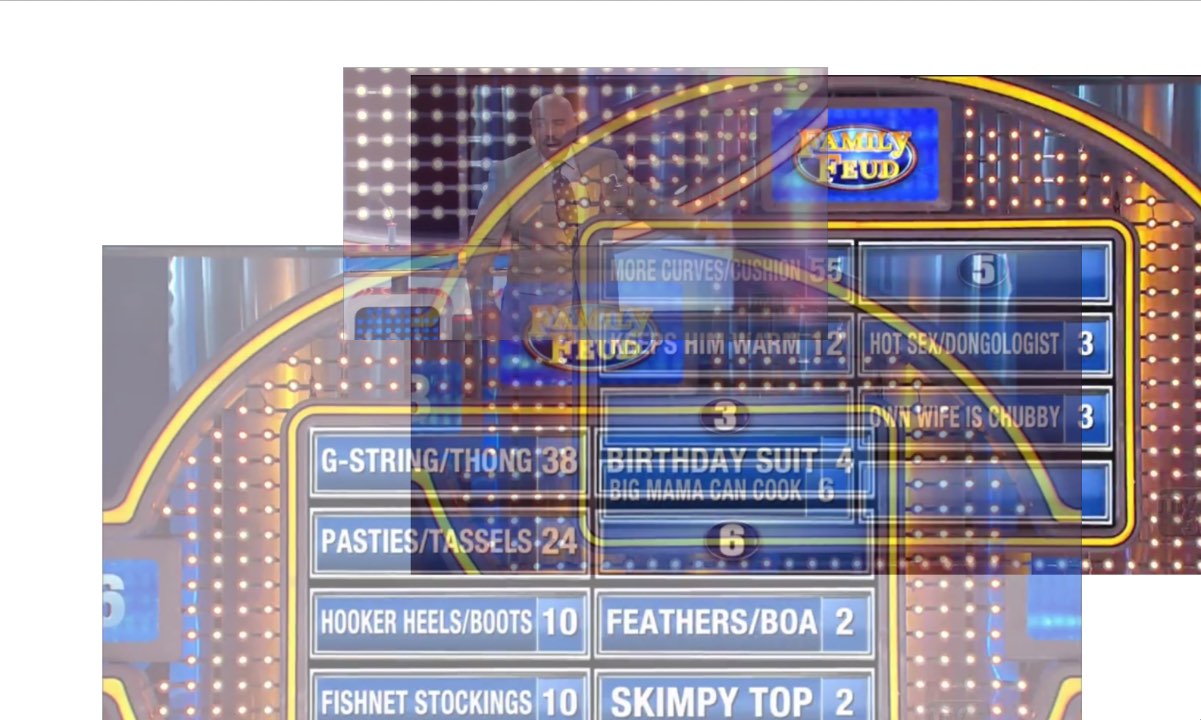 FAMILY
FEUD
MORE CURVES/CUSHION 55
5
FAMILY
FEUD
KEEPS HIM WARM 12
HOT SEX/DONGOLOGIST 3
3
3
OWN WIFE IS CHUBBY 3
G-STRING/THONG 38
BIRTHDAY SUIT 4
BIG MAMA CAN COOK 6
PASTIES/TASSELS 24
6
6
HOOKER HEELS/BOOTS 10
FEATHERS/BOA 2
FISHNET STOCKINGS 10
SKIMPY TOP 2